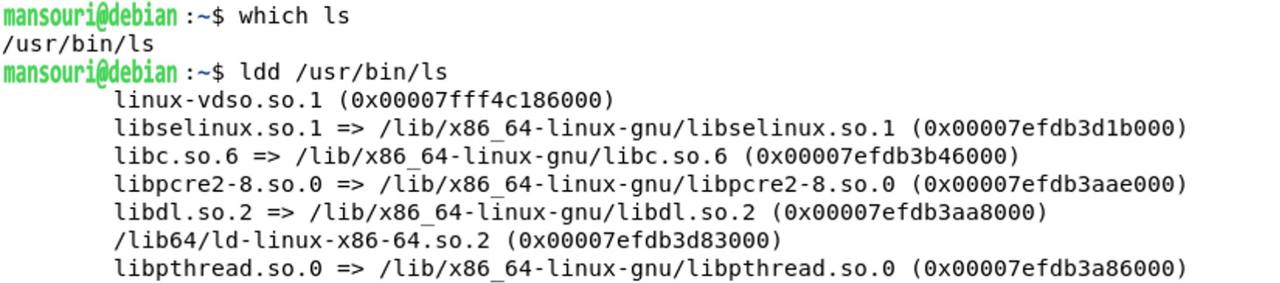 mansouri@debian :~$ which ls
/usr/bin/ls
mansouri@debian :~$ ldd /usr/bin/ls
linux-vdso.so.1 (0x00007fff4c186000)
libselinux.so.1 => /lib/x86_64-linux-gnu/libselinux.so.1 (0x00007efdb3d1b000)
libc.so.6 => /lib/x86_64-linux-gnu/libc.so.6 (0x00007efdb3b46000)
libpcre2-8.so.0 => /lib/x86_64-linux-gnu/libpcre2-8.so.0 (0x00007efdb3aae000)
libdl.so.2 => /lib/x86_64-linux-gnu/libdl.so.2 (0x00007efdb3aa8000)
/lib64/ld-linux-x86-64.so.2 (0x00007efdb3d83000)
libpthread.so.0 => /lib/x86_64-linux-gnu/libpthread.so.0 (0x00007efdb3a86000)